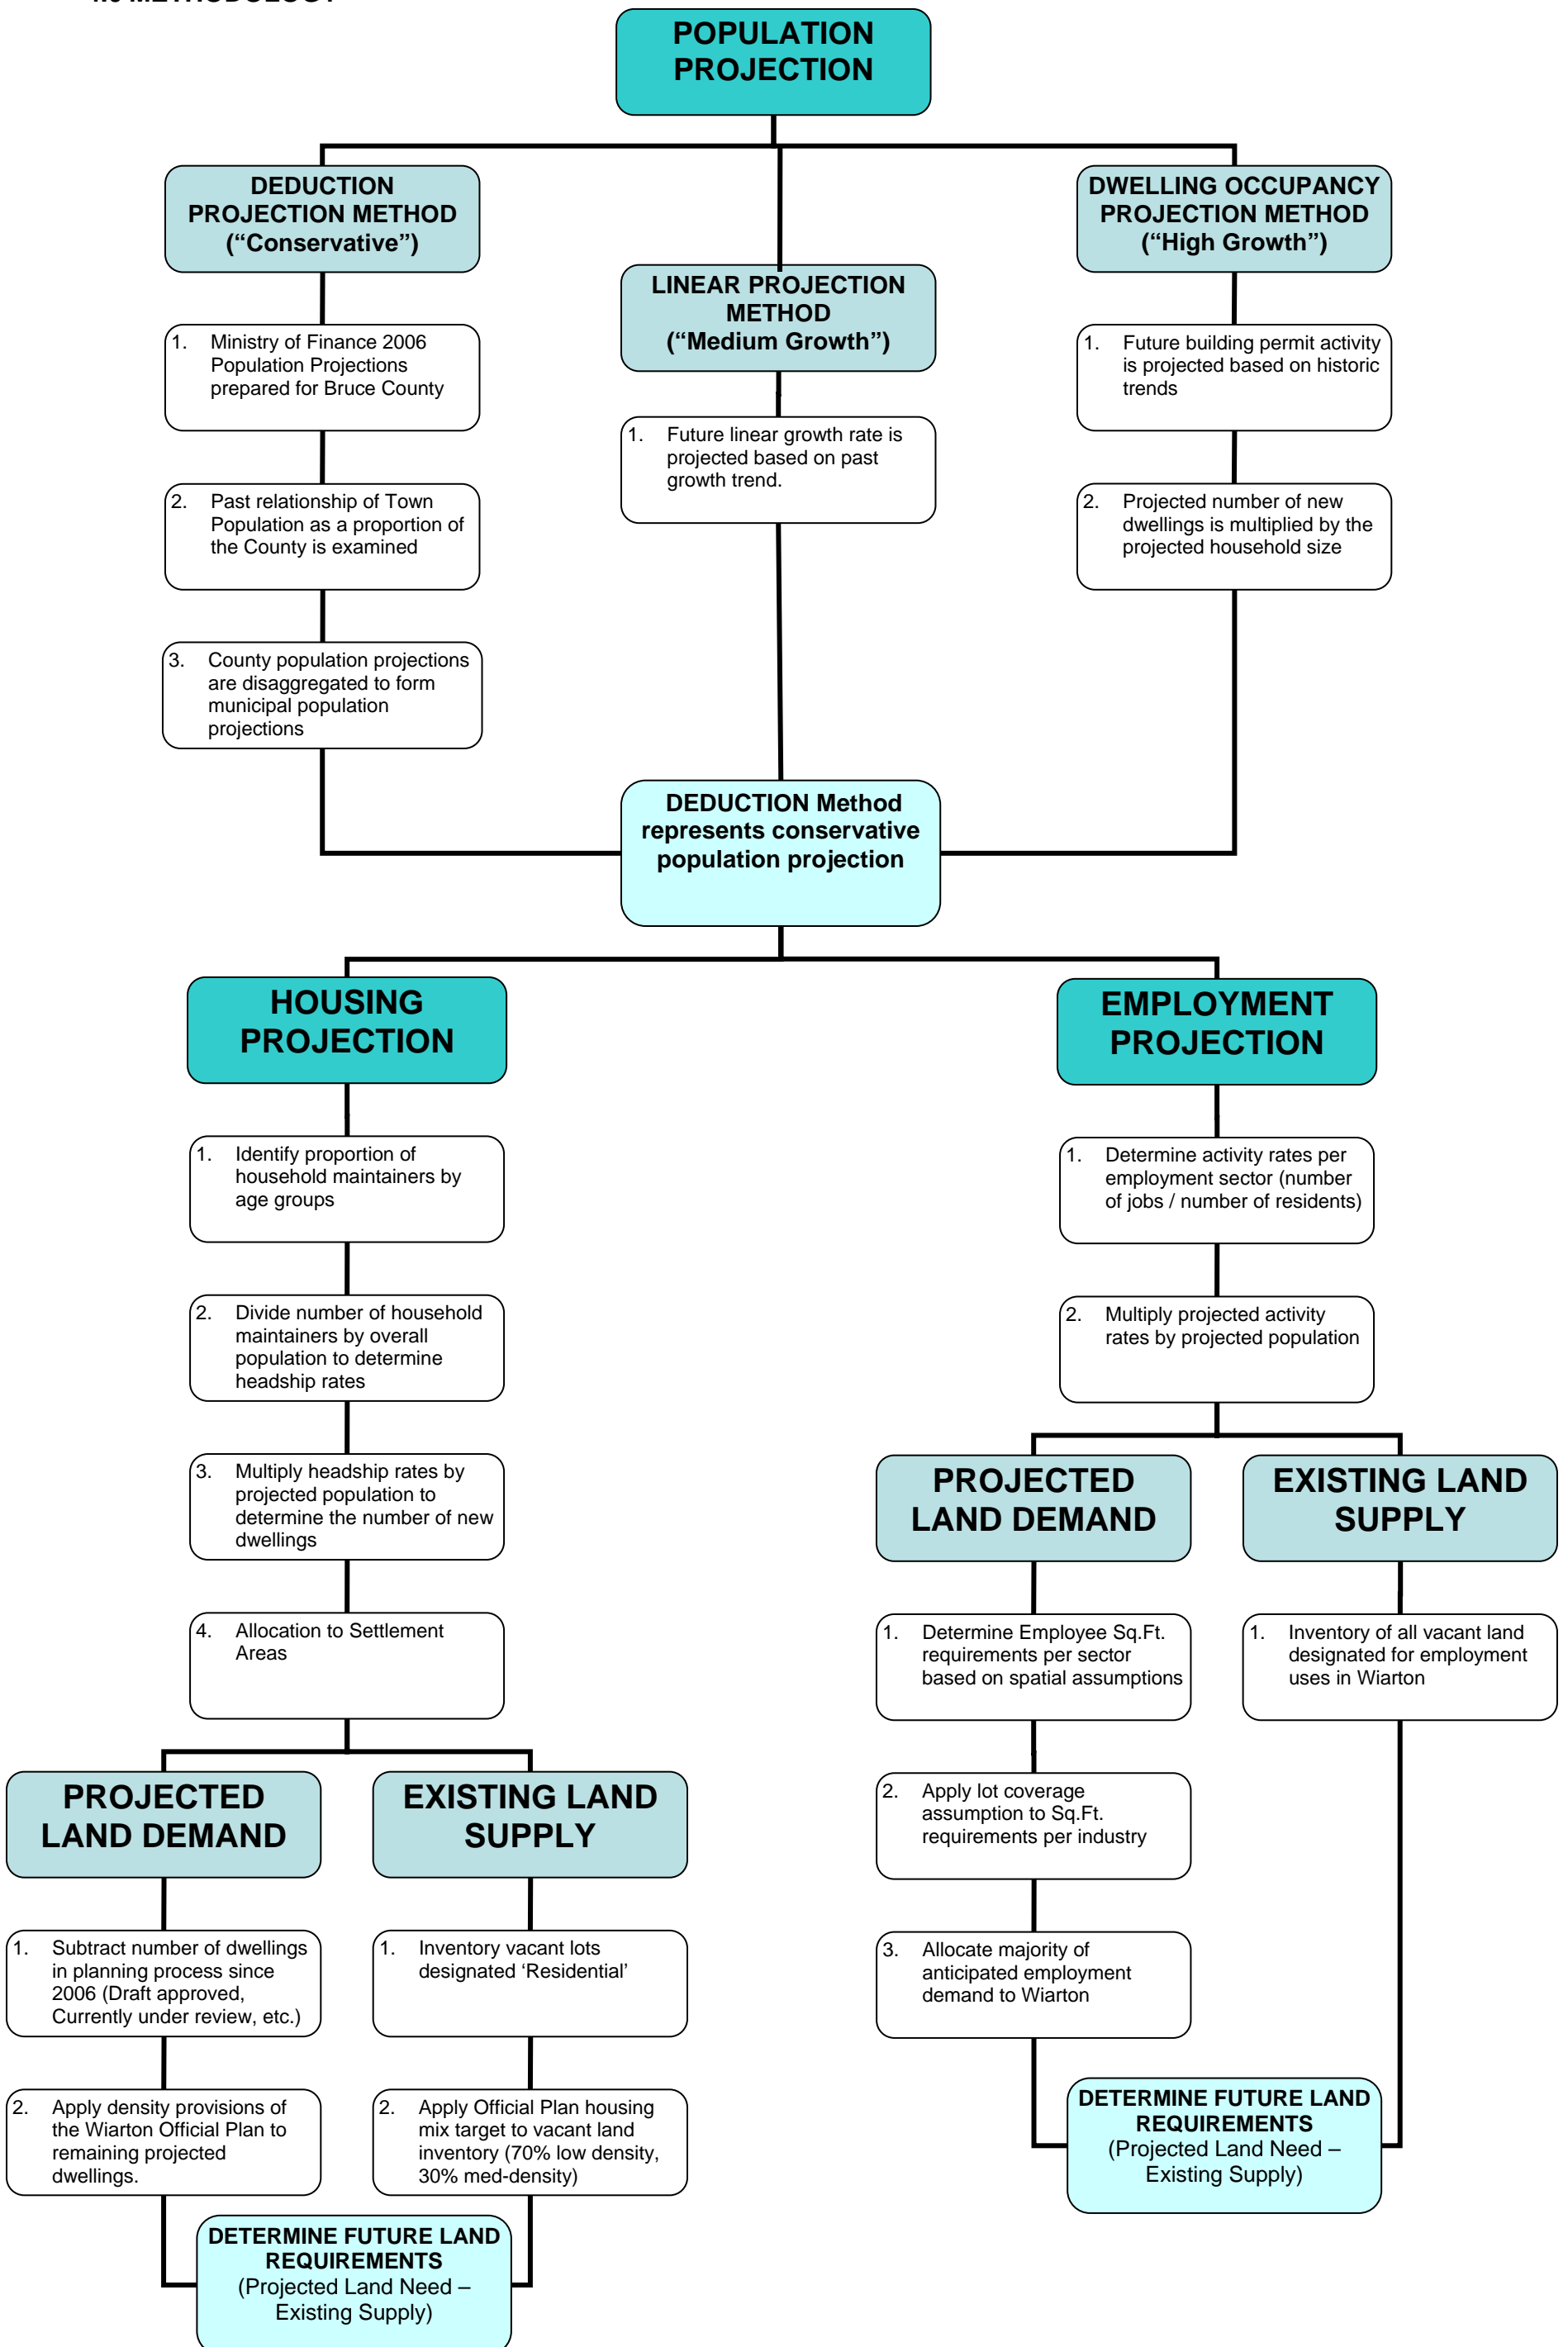 POPULATION
PROJECTION
DEDUCTION
PROJECTION METHOD
(“Conservative”)
1. Ministry of Finance 2006
Population Projections
prepared for Bruce County
2. Past relationship of Town
Population as a proportion of
the County is examined
3. County population projections
are disaggregated to form
municipal population
projections
LINEAR PROJECTION
METHOD
(“Medium Growth”)
1. Future linear growth rate is
projected based on past
growth trend.
DWELLING OCCUPANCY
PROJECTION METHOD
(“High Growth”)
1. Future building permit activity
is projected based on historic
trends
2. Projected number of new
dwellings is multiplied by the
projected household size
DEDUCTION Method
represents conservative
population projection
HOUSING
PROJECTION
1. Identify proportion of
household maintainers by
age groups
2. Divide number of household
maintainers by overall
population to determine
headship rates
3. Multiply headship rates by
projected population to
determine the number of new
dwellings
4. Allocation to Settlement
Areas
PROJECTED
LAND DEMAND
1. Subtract number of dwellings
in planning process since
2006 (Draft approved,
Currently under review, etc.)
2. Apply density provisions of
the Wiarton Official Plan to
remaining projected
dwellings.
EXISTING LAND
SUPPLY
1. Inventory vacant lots
designated ‘Residential’
2. Apply Official Plan housing
mix target to vacant land
inventory (70% low density,
30% med-density)
DETERMINE FUTURE LAND
REQUIREMENTS
(Projected Land Need –
Existing Supply)
EMPLOYMENT
PROJECTION
1. Determine activity rates per
employment sector (number
of jobs / number of residents)
2. Multiply projected activity
rates by projected population
PROJECTED
LAND DEMAND
1. Determine Employee Sq.Ft.
requirements per sector
based on spatial assumptions
2. Apply lot coverage
assumption to Sq.Ft.
requirements per industry
3. Allocate majority of
anticipated employment
demand to Wiarton
EXISTING LAND
SUPPLY
1. Inventory of all vacant land
designated for employment
uses in Wiarton
DETERMINE FUTURE LAND
REQUIREMENTS
(Projected Land Need –
Existing Supply)